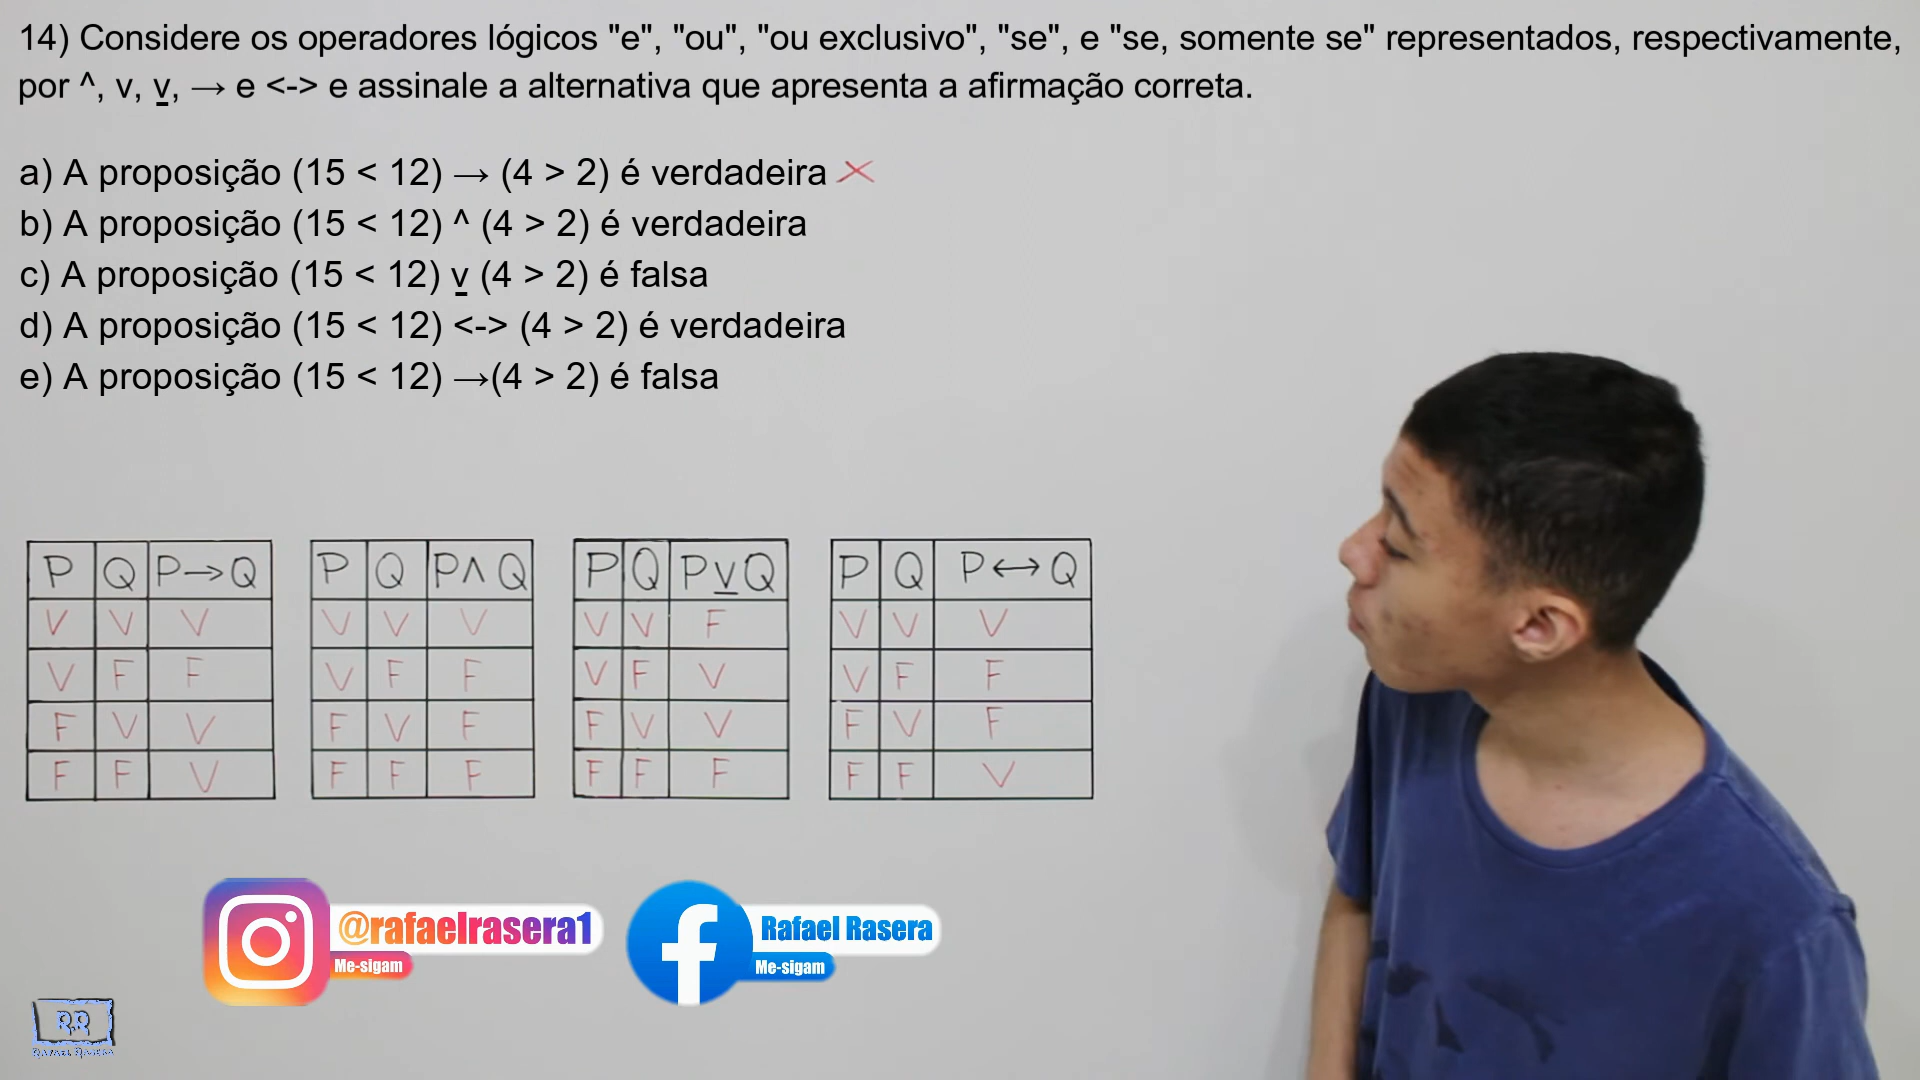 14) Considere os operadores lógicos "e", "ou", "ou exclusivo", "se", e "se, somente se" representados, respectivamente,
por ^, v, v̲, → e <-> e assinale a alternativa que apresenta a afirmação correta.
a) A proposição (15 < 12) → (4 > 2) é verdadeira X
b) A proposição (15 < 12) ^ (4 > 2) é verdadeira
c) A proposição (15 < 12) v̲ (4 > 2) é falsa
d) A proposição (15 < 12) <-> (4 > 2) é verdadeira
e) A proposição (15 < 12) →(4 > 2) é falsa
P Q P→Q
V V V
V F F
F V V
F F V
P Q P∧Q
V V V
V F F
F V F
F F F
P Q P⊻Q
V V F
V F V
F V V
F F F
P Q P↔Q
V V V
V F F
F V F
F F V
@rafaelrasera1
Me-sigam
Rafael Rasera
Me-sigam
RR
RAFAEL RASERA